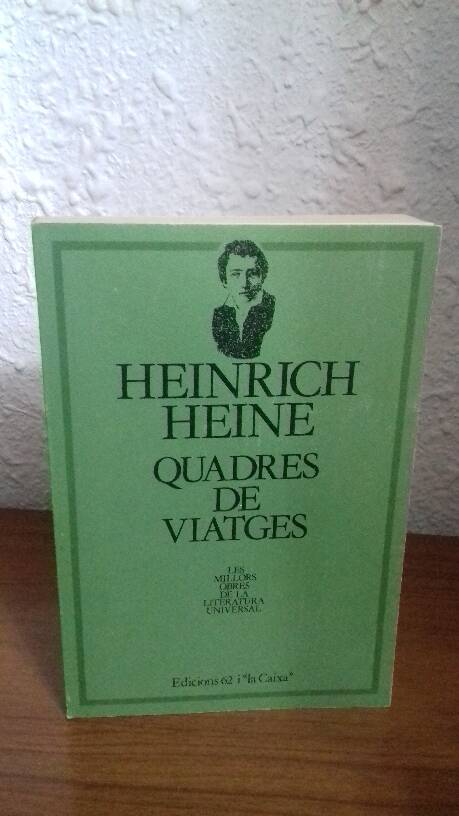 HEINRICH
HEINE
QUADRES
DE
VIATGES
LES
MILLORS
OBRES
DE LA
LITERATURA
UNIVERSAL
Edicions 62 i "la Caixa"